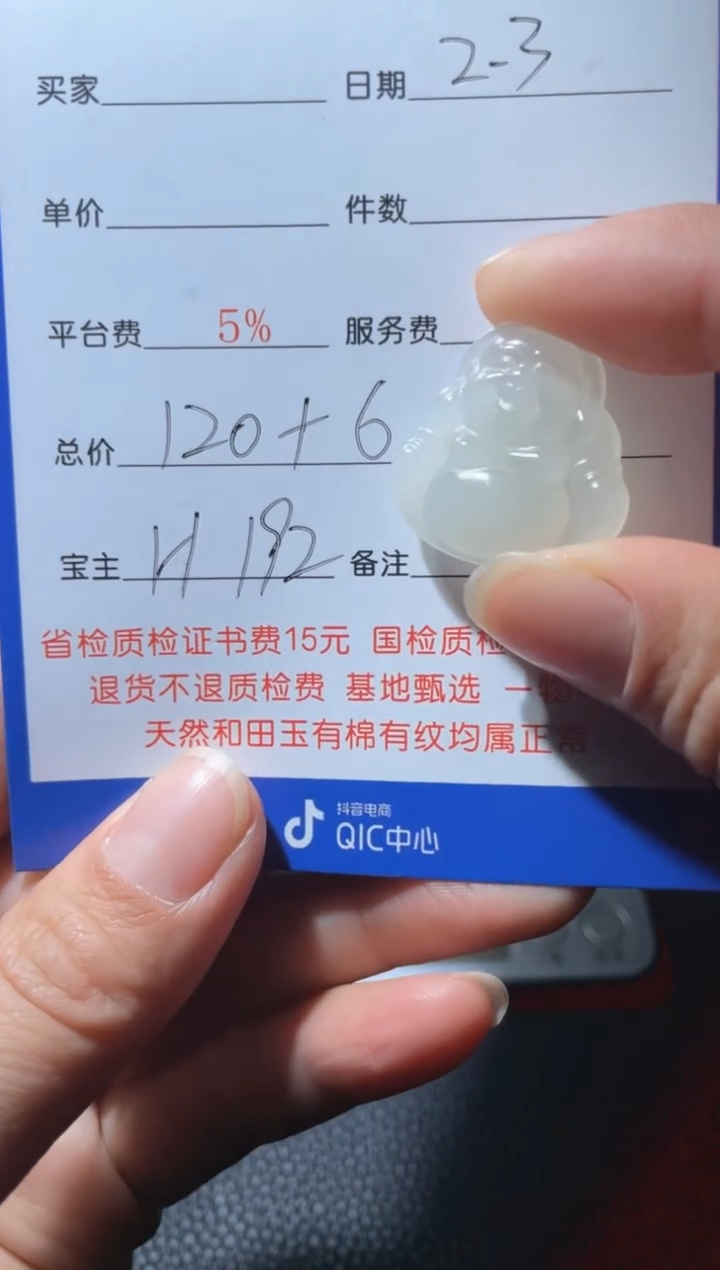 买家 日期 2-3
单价 件数
平台费 5% 服务费
总价 120+6
宝主 H 192 备注
省检质检证书费15元 国检质检
退货不退质检费 基地甄选 一物
天然和田玉有棉有纹均属正常
抖音电商
QIC中心